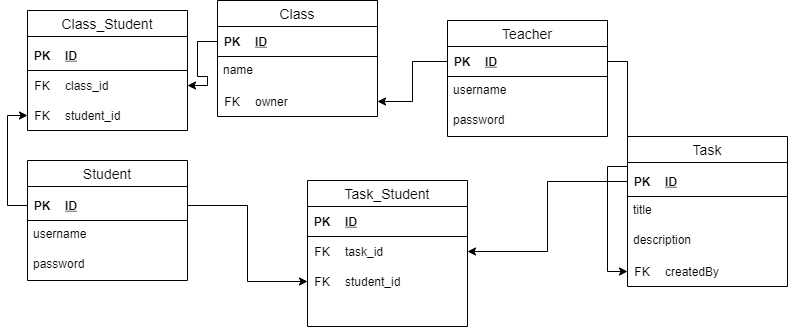 Class_Student
PK ID
FK class_id
FK student_id
Class
PK ID
name
FK owner
Teacher
PK ID
username
password
Task
PK ID
title
description
FK createdBy
Student
PK ID
username
password
Task_Student
PK ID
FK task_id
FK student_id